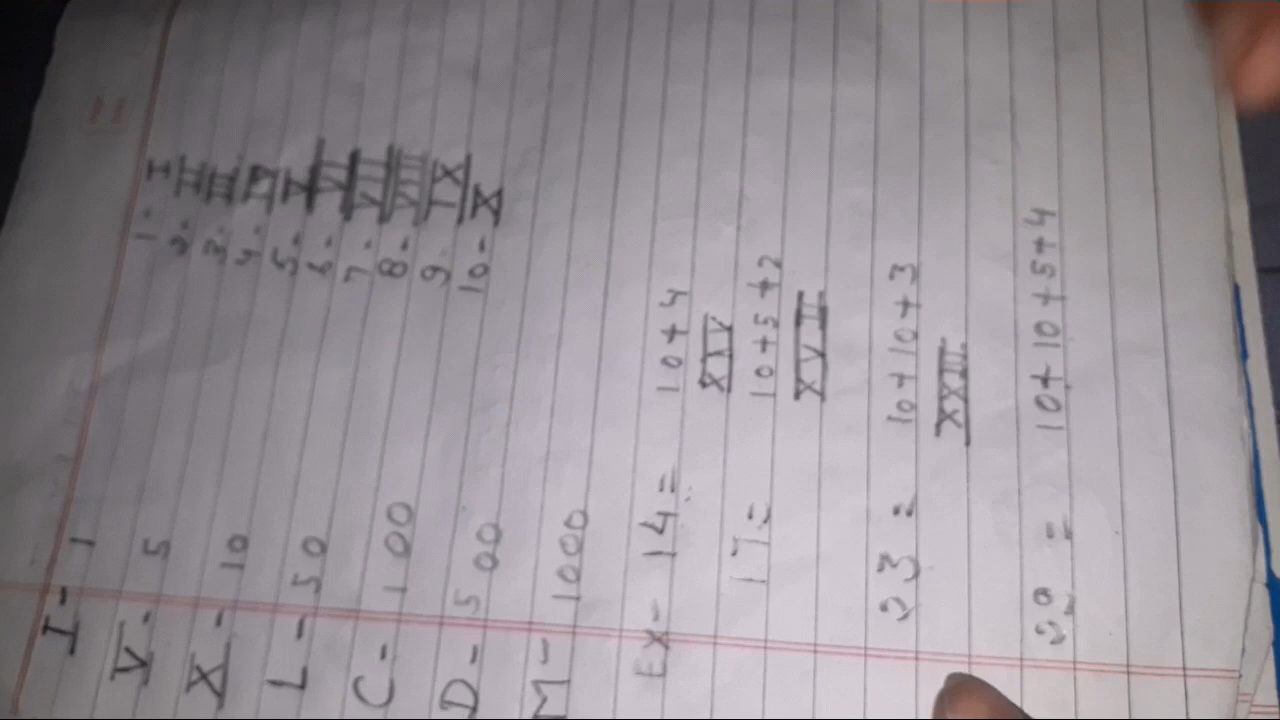 I - 1
V - 5
X - 10
L - 50
C - 100
D - 500
M - 1000
1 - I
2 - II
3 - III
4 - IV
5 - V
6 - VI
7 - VII
8 - VIII
9 - IX
10 - X
Ex - 14 = 10+4
XIV
17 = 10+5+2
XVII
23 = 10+10+3
XXIII
29 = 10+10+5+4